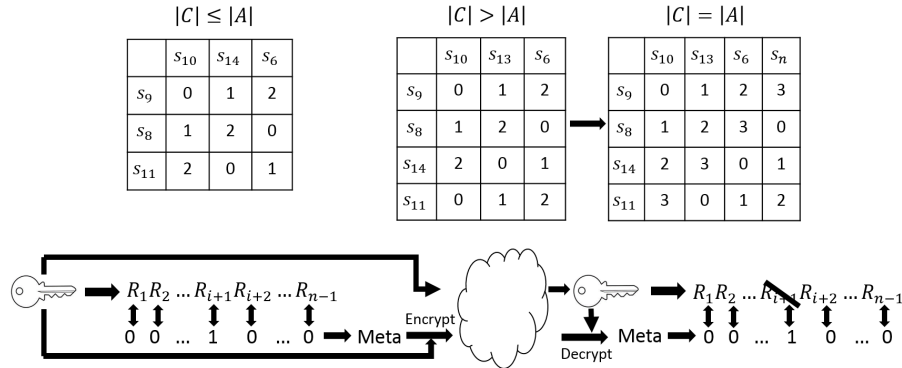 |C| ≤ |A|
s₁₀ s₁₄ s₆
s₉ 0 1 2
s₈ 1 2 0
s₁₁ 2 0 1
|C| > |A|
s₁₀ s₁₃ s₆
s₉ 0 1 2
s₈ 1 2 0
s₁₄ 2 0 1
s₁₁ 0 1 2
|C| = |A|
s₁₀ s₁₃ s₆ sₙ
s₉ 0 1 2 3
s₈ 1 2 3 0
s₁₄ 2 3 0 1
s₁₁ 3 0 1 2
R₁ R₂ ... Rᵢ₊₁ Rᵢ₊₂ ... Rₙ₋₁
0 0 ... 1 0 ... 0
Meta
Encrypt
Decrypt
Meta
R₁ R₂ ... Rᵢ₊₁ Rᵢ₊₂ ... Rₙ₋₁
0 0 ... 1 0 ... 0